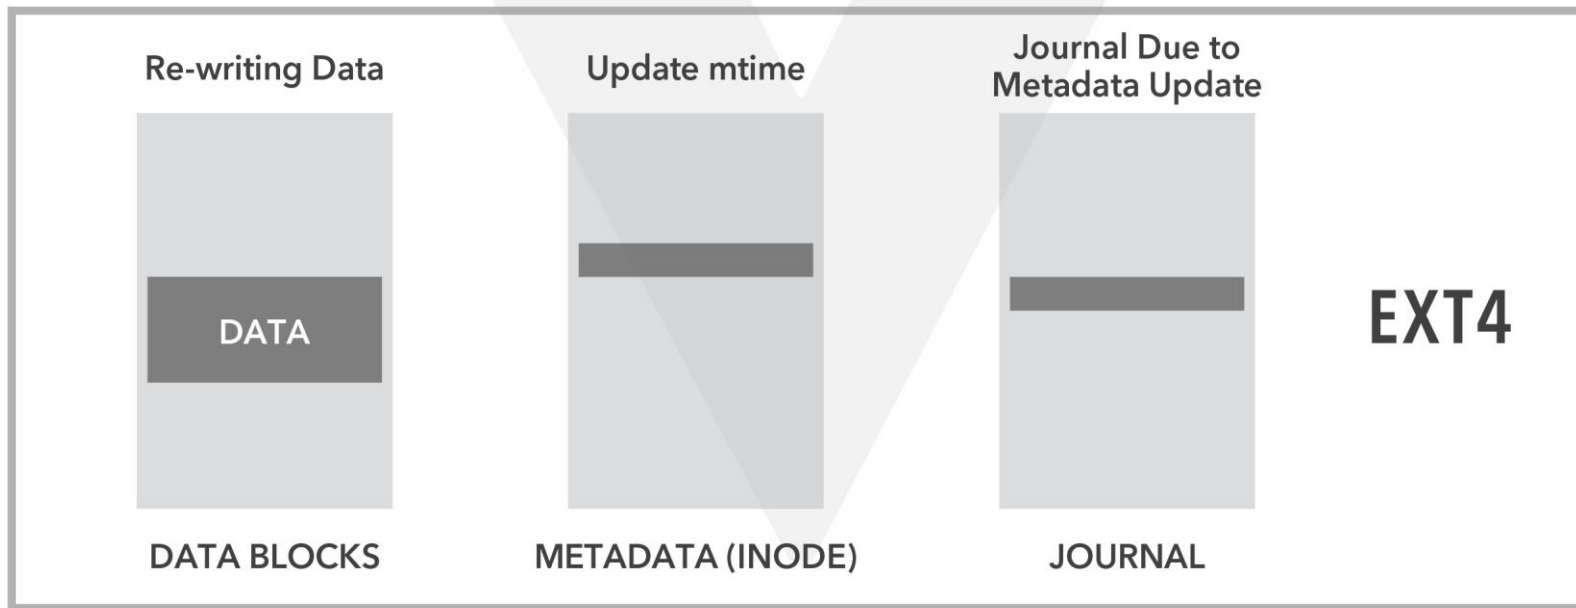 Re-writing Data
Update mtime
Journal Due to
Metadata Update
DATA
EXT4
DATA BLOCKS
METADATA (INODE)
JOURNAL